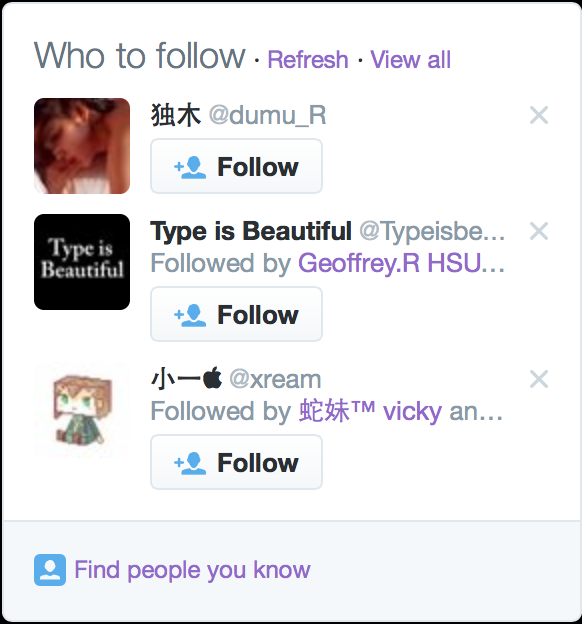 Who to follow · Refresh · View all
独木 @dumu_R
Follow
Type is
Beautiful
Type is Beautiful @Typeisbe...
Followed by Geoffrey.R HSU...
Follow
小一 @xream
Followed by 蛇妹™ vicky an...
Follow
Find people you know